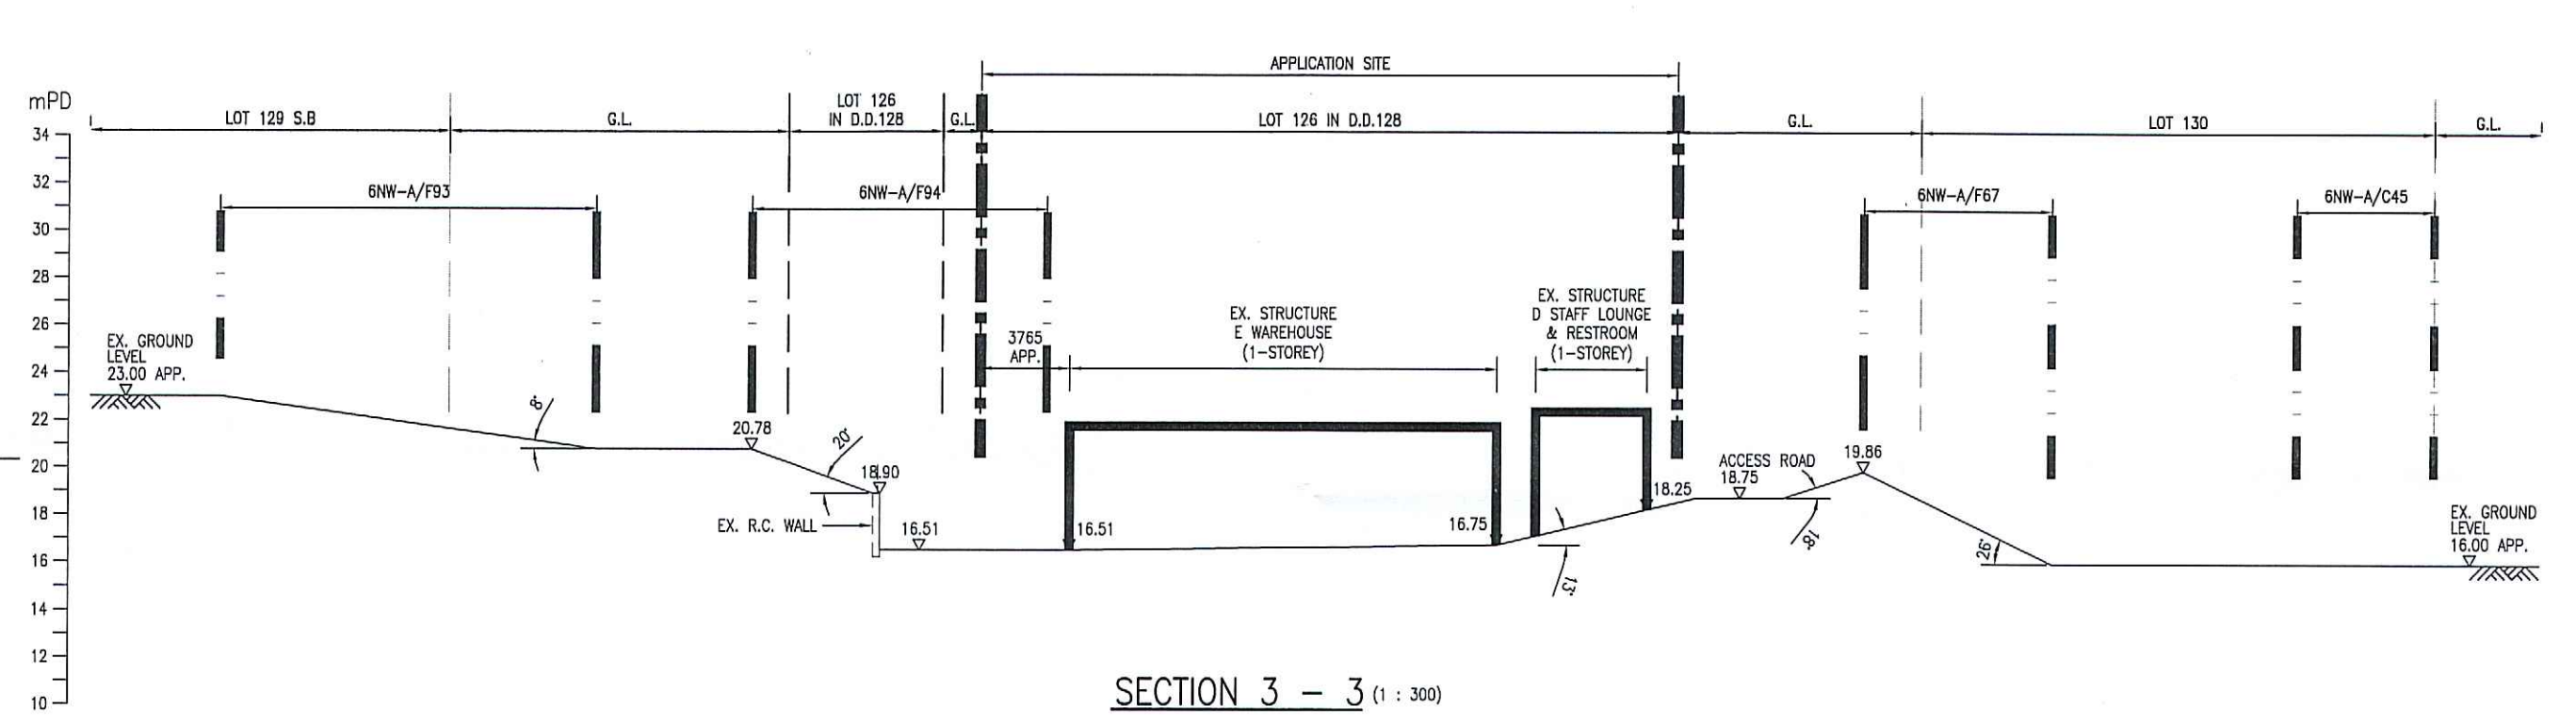 APPLICATION SITE
mPD
LOT 129 S.B
G.L.
LOT 126
IN D.D.128
G.L.
LOT 126 IN D.D.128
G.L.
LOT 130
G.L.
34
32
30
28
26
24
22
20
18
16
14
12
10
6NW-A/F93
6NW-A/F94
6NW-A/F67
6NW-A/C45
EX. GROUND
LEVEL
23.00 APP.
8°
20.78
20°
18.90
EX. R.C. WALL
16.51
3765
APP.
EX. STRUCTURE
E WAREHOUSE
(1-STOREY)
EX. STRUCTURE
D STAFF LOUNGE
& RESTROOM
(1-STOREY)
16.51
16.75
13°
18.25
ACCESS ROAD
18.75
18°
19.86
26°
EX. GROUND
LEVEL
16.00 APP.
SECTION 3 - 3 (1 : 300)